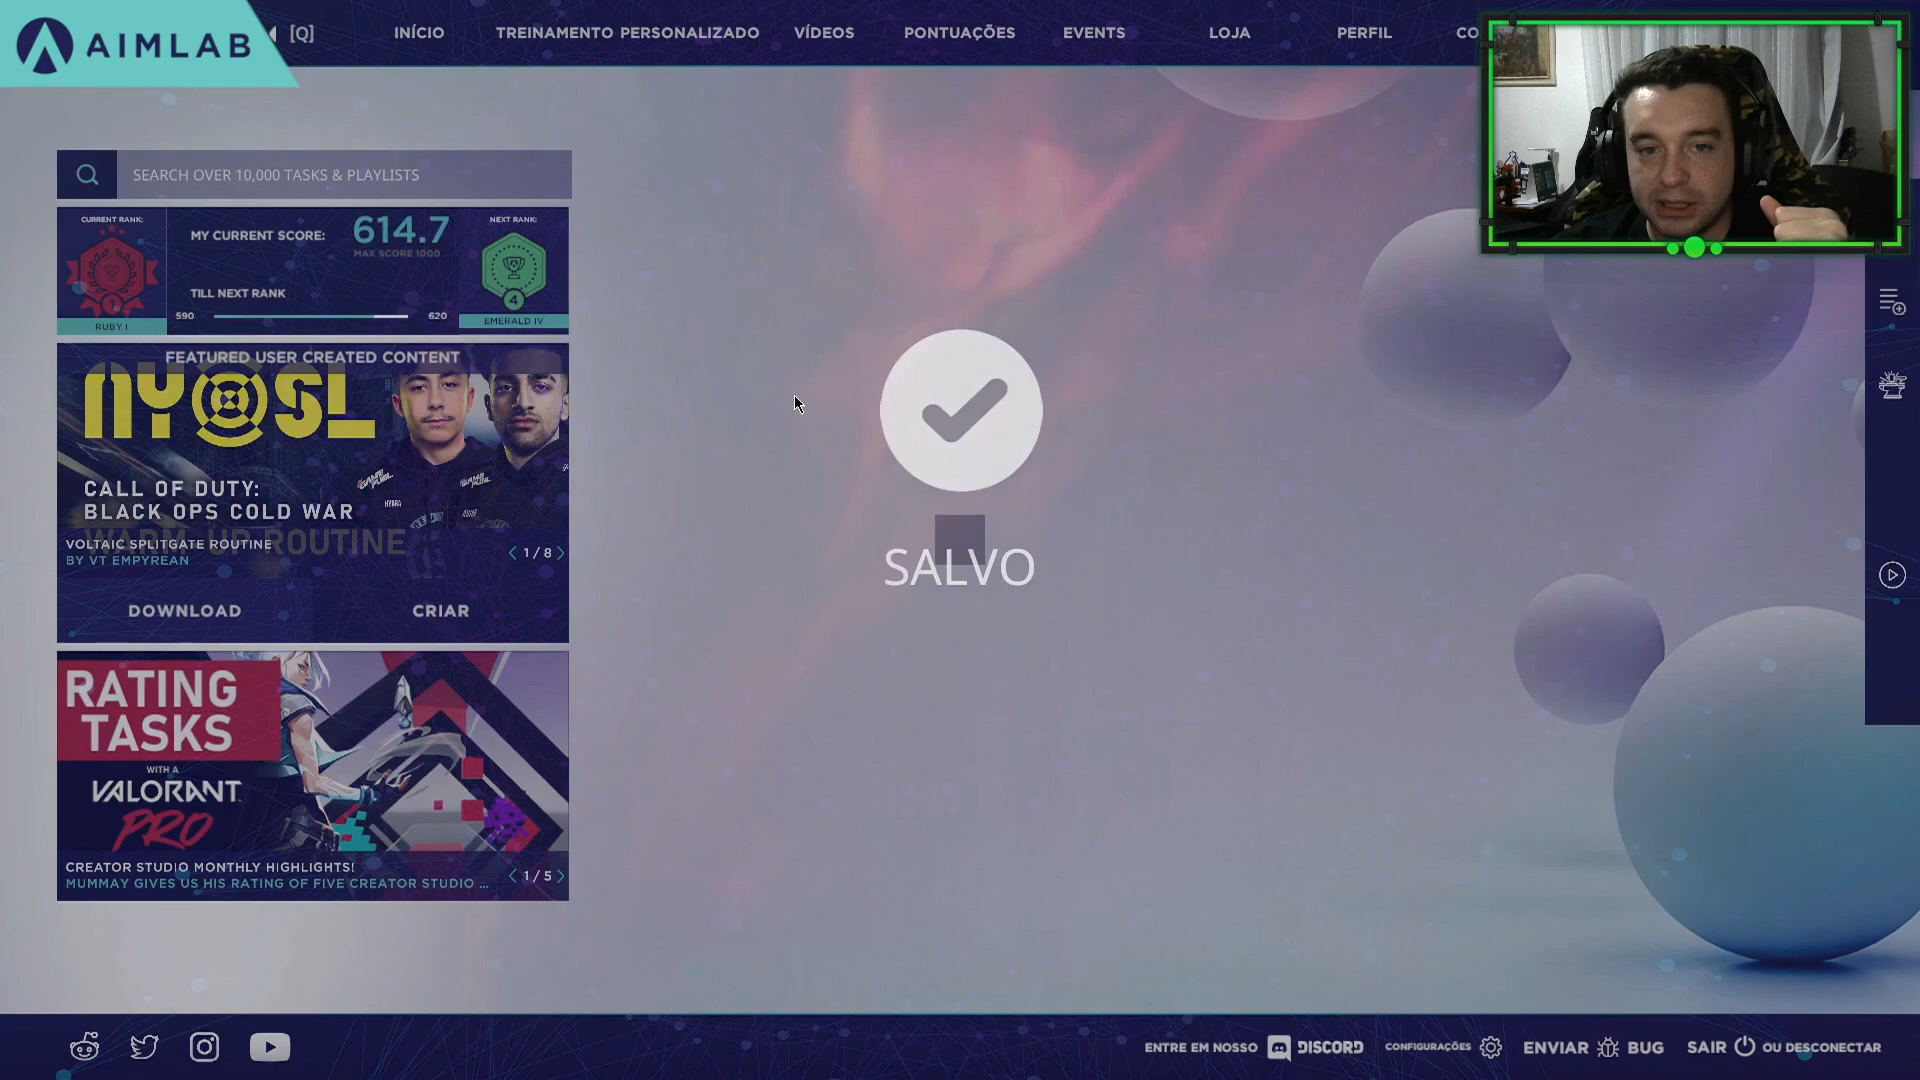 AIMLAB
[Q]
INÍCIO
TREINAMENTO PERSONALIZADO
VÍDEOS
PONTUAÇÕES
EVENTS
LOJA
PERFIL
CO
SEARCH OVER 10,000 TASKS & PLAYLISTS
CURRENT RANK:
RUBY I
MY CURRENT SCORE:
614.7
MAX SCORE 1000
TILL NEXT RANK
590
620
NEXT RANK:
4
EMERALD IV
FEATURED USER CREATED CONTENT
NYSL
CALL OF DUTY:
BLACK OPS COLD WAR
WARM-UP ROUTINE
VOLTAIC SPLITGATE ROUTINE
BY VT EMPYREAN
1 / 8
DOWNLOAD
CRIAR
SALVO
RATING
TASKS
WITH A
VALORANT
PRO
CREATOR STUDIO MONTHLY HIGHLIGHTS!
MUMMAY GIVES US HIS RATING OF FIVE CREATOR STUDIO ...
1 / 5
ENTRE EM NOSSO DISCORD
CONFIGURAÇÕES
ENVIAR BUG
SAIR OU DESCONECTAR